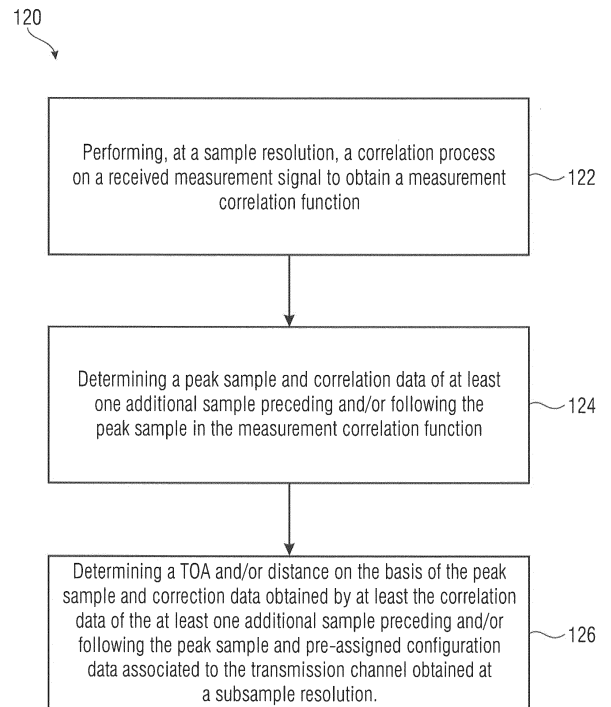 120
Performing, at a sample resolution, a correlation process
on a received measurement signal to obtain a measurement
correlation function
122
Determining a peak sample and correlation data of at least
one additional sample preceding and/or following the
peak sample in the measurement correlation function
124
Determining a TOA and/or distance on the basis of the peak
sample and correction data obtained by at least the correlation
data of the at least one additional sample preceding and/or
following the peak sample and pre-assigned configuration
data associated to the transmission channel obtained at
a subsample resolution.
126